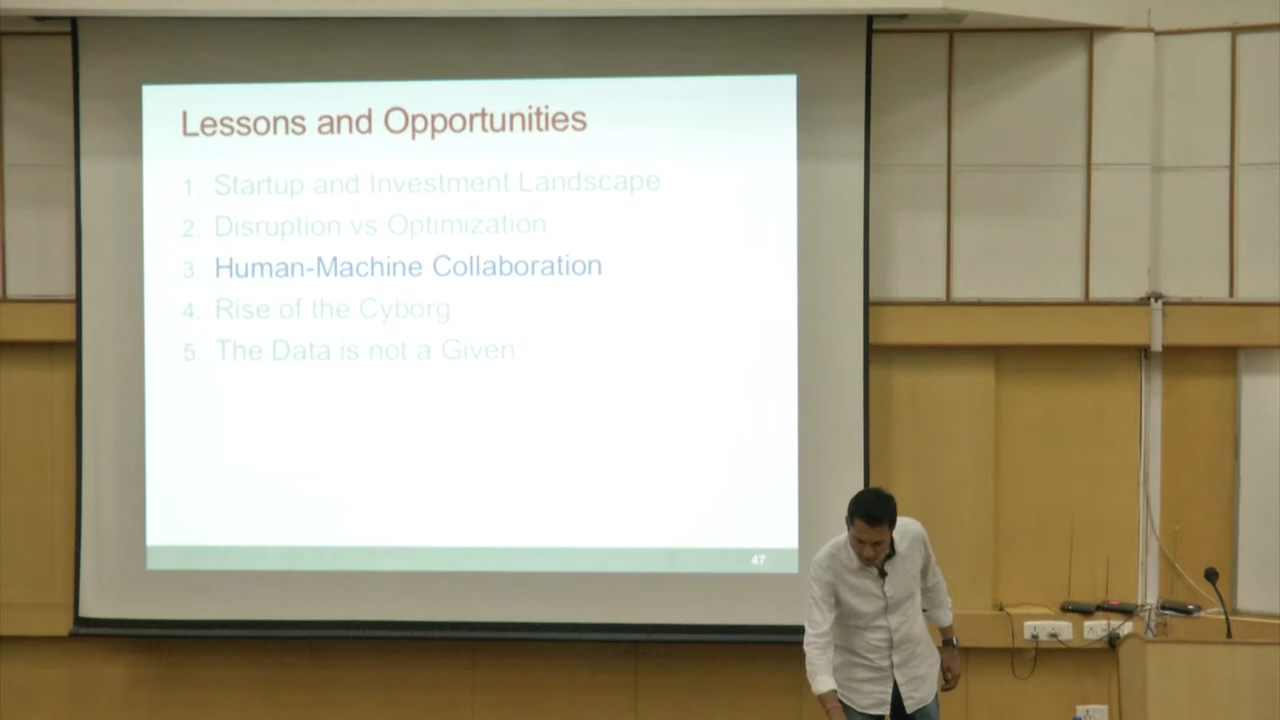 Lessons and Opportunities
1. Startup and Investment Landscape
2. Disruption vs Optimization
3. Human-Machine Collaboration
4. Rise of the Cyborg
5. The Data is not a Given
47